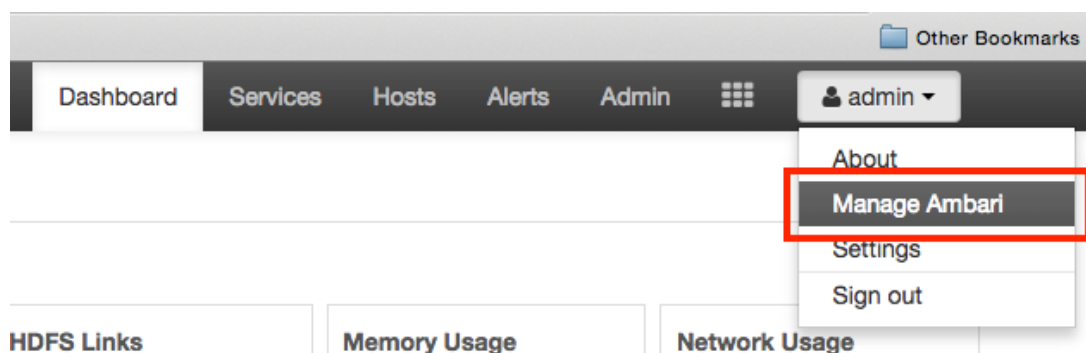 Other Bookmarks
Dashboard Services Hosts Alerts Admin admin
About
Manage Ambari
Settings
Sign out
HDFS Links Memory Usage Network Usage